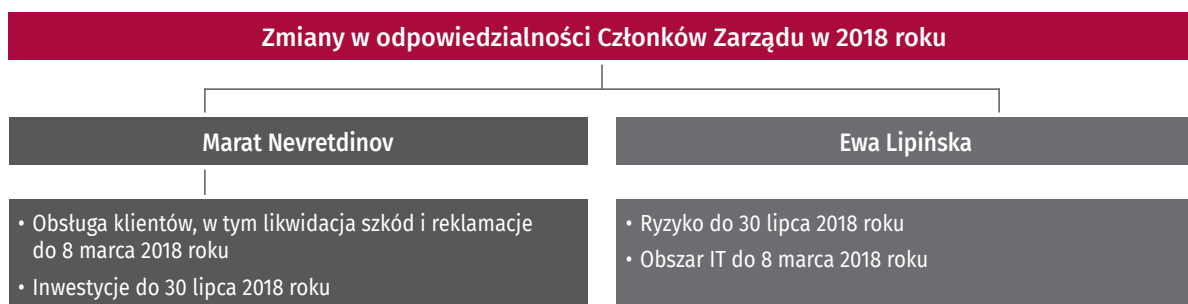 Zmiany w odpowiedzialności Członków Zarządu w 2018 roku
Marat Nevretdinov
• Obsługa klientów, w tym likwidacja szkód i reklamacje
do 8 marca 2018 roku
• Inwestycje do 30 lipca 2018 roku
Ewa Lipińska
• Ryzyko do 30 lipca 2018 roku
• Obszar IT do 8 marca 2018 roku